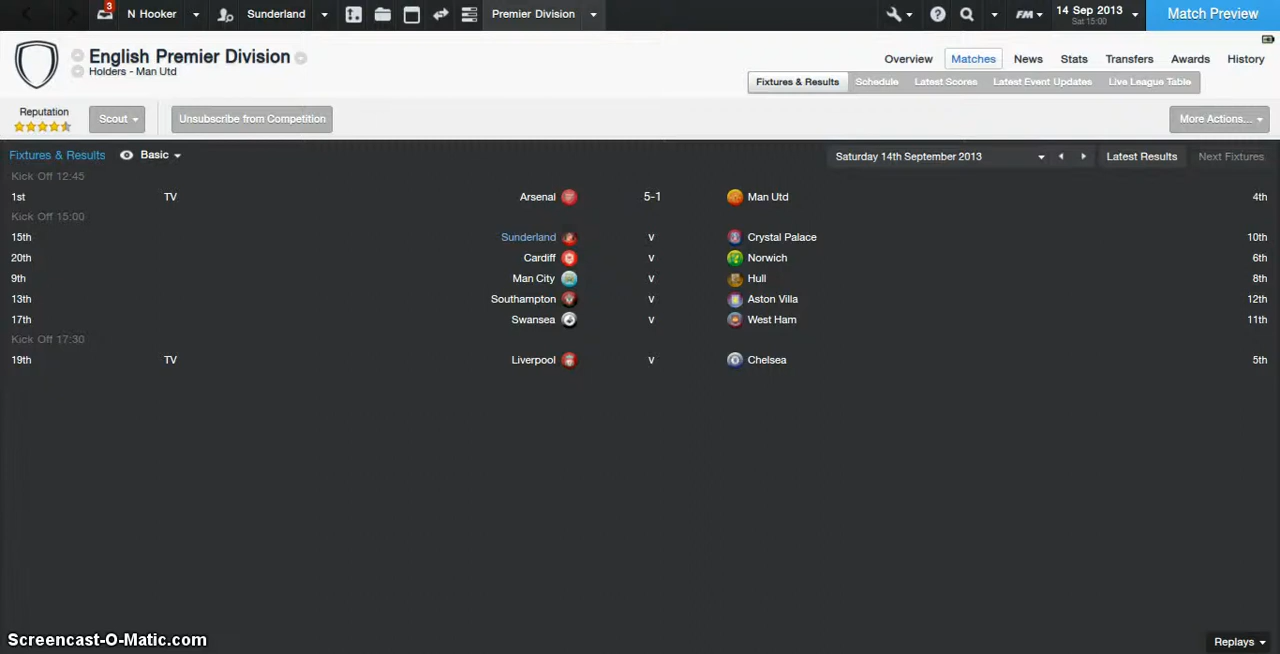 3
N Hooker
Sunderland
Premier Division
FM
14 Sep 2013
Sat 15:00
Match Preview
English Premier Division
Holders - Man Utd
Overview Matches News Stats Transfers Awards History
Fixtures & Results Schedule Latest Scores Latest Event Updates Live League Table
Reputation
Scout
Unsubscribe from Competition
More Actions...
Fixtures & Results Basic Saturday 14th September 2013 Latest Results Next Fixtures
Kick Off 12:45
1st TV Arsenal 5-1 Man Utd 4th
Kick Off 15:00
15th Sunderland v Crystal Palace 10th
20th Cardiff v Norwich 6th
9th Man City v Hull 8th
13th Southampton v Aston Villa 12th
17th Swansea v West Ham 11th
Kick Off 17:30
19th TV Liverpool v Chelsea 5th
Screencast-O-Matic.com
Replays